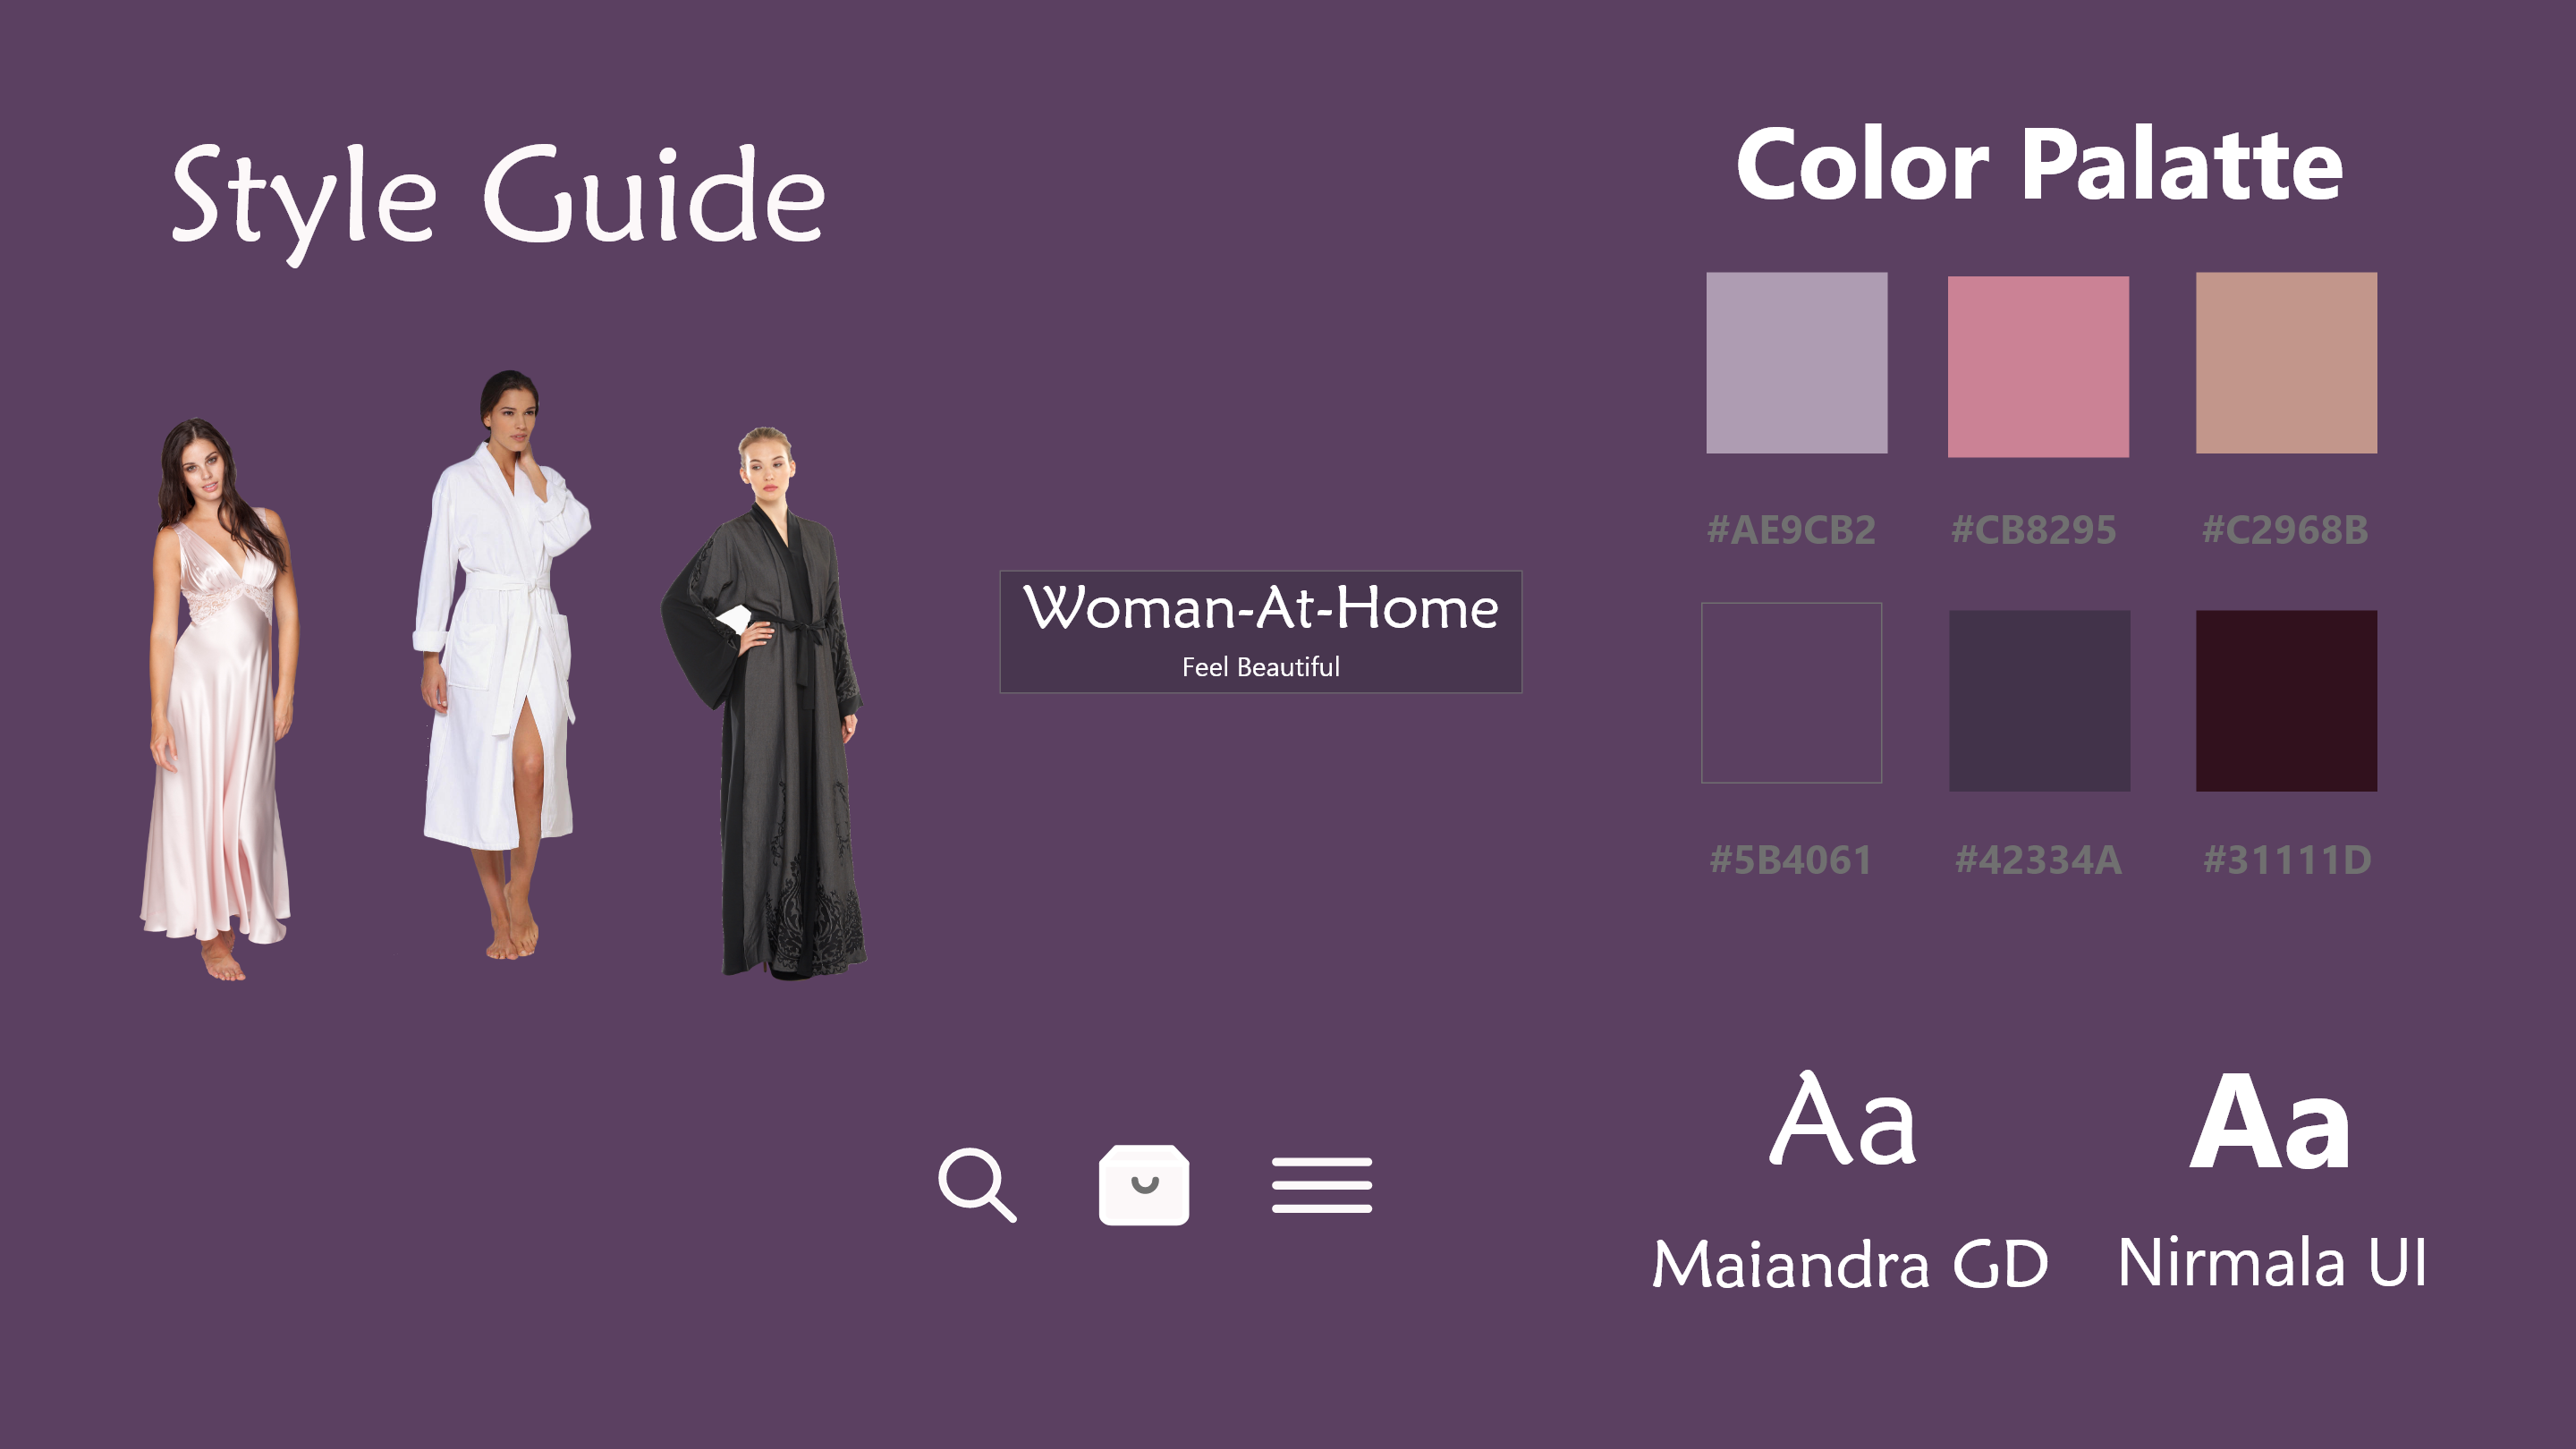 Style Guide
Color Palatte
#AE9CB2 #CB8295 #C2968B
Woman-At-Home
Feel Beautiful
#5B4061 #42334A #31111D
Aa Aa
Maiandra GD Nirmala UI